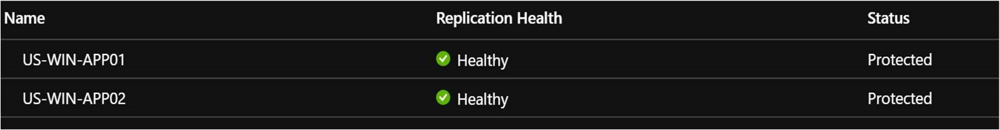 Name Replication Health Status
US-WIN-APP01 Healthy Protected
US-WIN-APP02 Healthy Protected